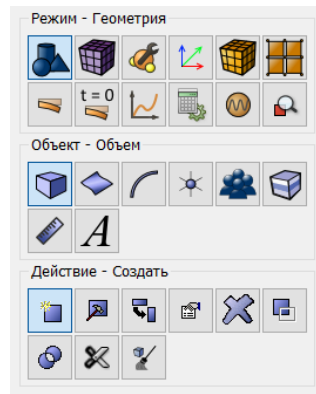 Режим - Геометрия
t = 0
Объект - Объем
A
Действие - Создать